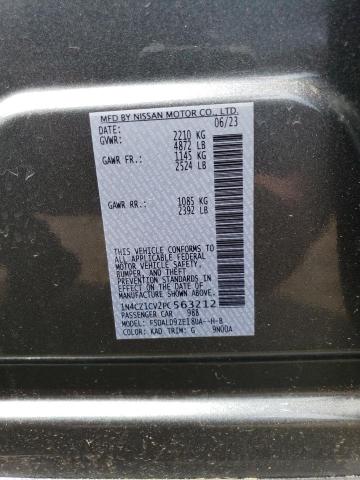 MFD BY NISSAN MOTOR CO., LTD.
DATE: 06/23
GVWR: 2210 KG
4872 LB
GAWR FR: 1145 KG
2524 LB
GAWR RR: 1085 KG
2392 LB
THIS VEHICLE CONFORMS TO
ALL APPLICABLE FEDERAL
MOTOR VEHICLE SAFETY,
BUMPER, AND THEFT
PREVENTION STANDARDS
IN EFFECT ON THE DATE OF
MANUFACTURE SHOWN ABOVE.
1N4CZ1CV2PC563212
PASSENGER CAR 988
MODEL: FSDALD9ZE18UA--H-B
COLOR: KAD TRIM: G 9N00A